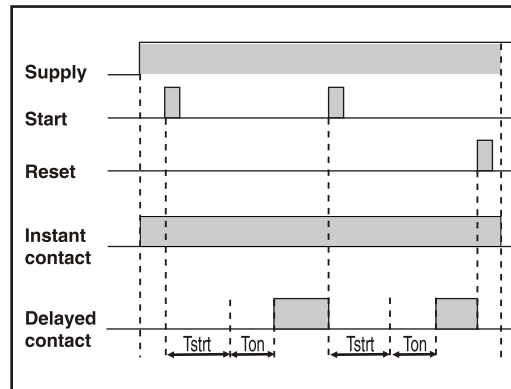 Supply
Start
Reset
Instant
contact
Delayed
contact
Tstrt Ton Tstrt Ton